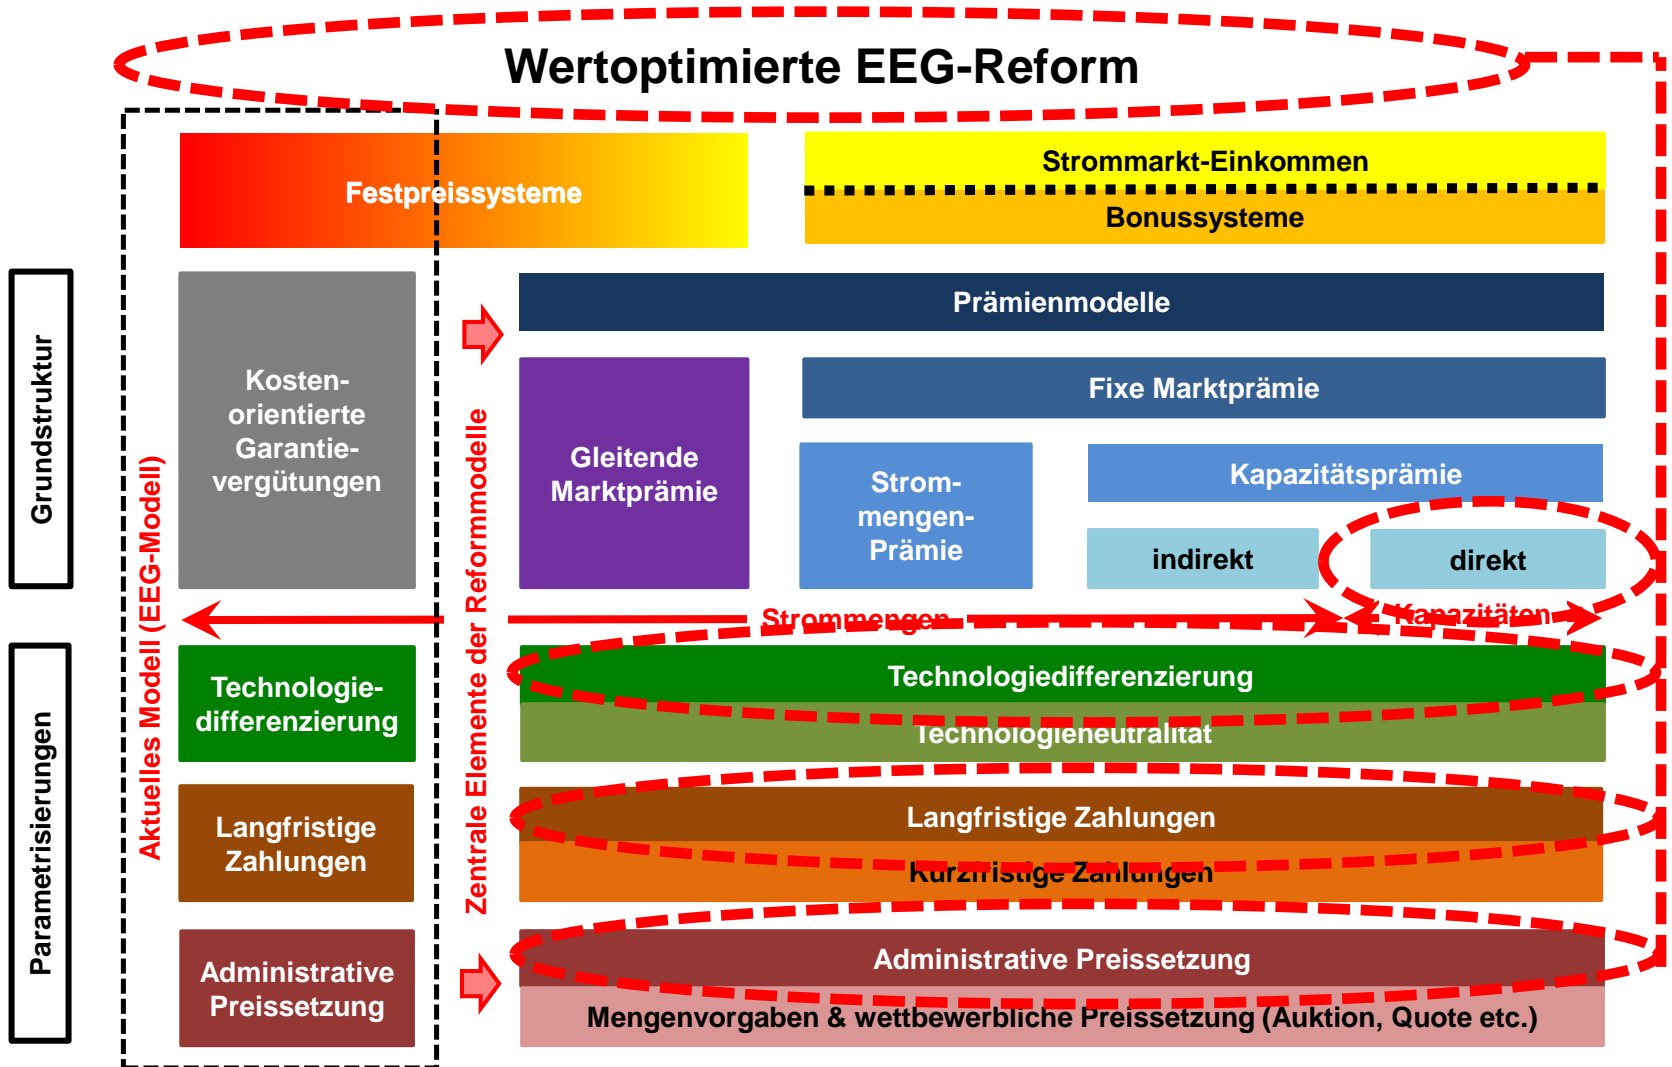 Wertoptimierte EEG-Reform
Festpreissysteme
Strommarkt-Einkommen
Bonussysteme
Grundstruktur
Parametrisierungen
Aktuelles Modell (EEG-Modell)
Kosten-
orientierte
Garantie-
vergütungen
Zentrale Elemente der Reformmodelle
Prämienmodelle
Gleitende
Marktprämie
Fixe Marktprämie
Strom-
mengen-
Prämie
Kapazitätsprämie
indirekt
direkt
Strommengen
Kapazitäten
Technologie-
differenzierung
Technologiedifferenzierung
Technologieneutralität
Langfristige
Zahlungen
Langfristige Zahlungen
Kurzfristige Zahlungen
Administrative
Preissetzung
Administrative Preissetzung
Mengenvorgaben & wettbewerbliche Preissetzung (Auktion, Quote etc.)